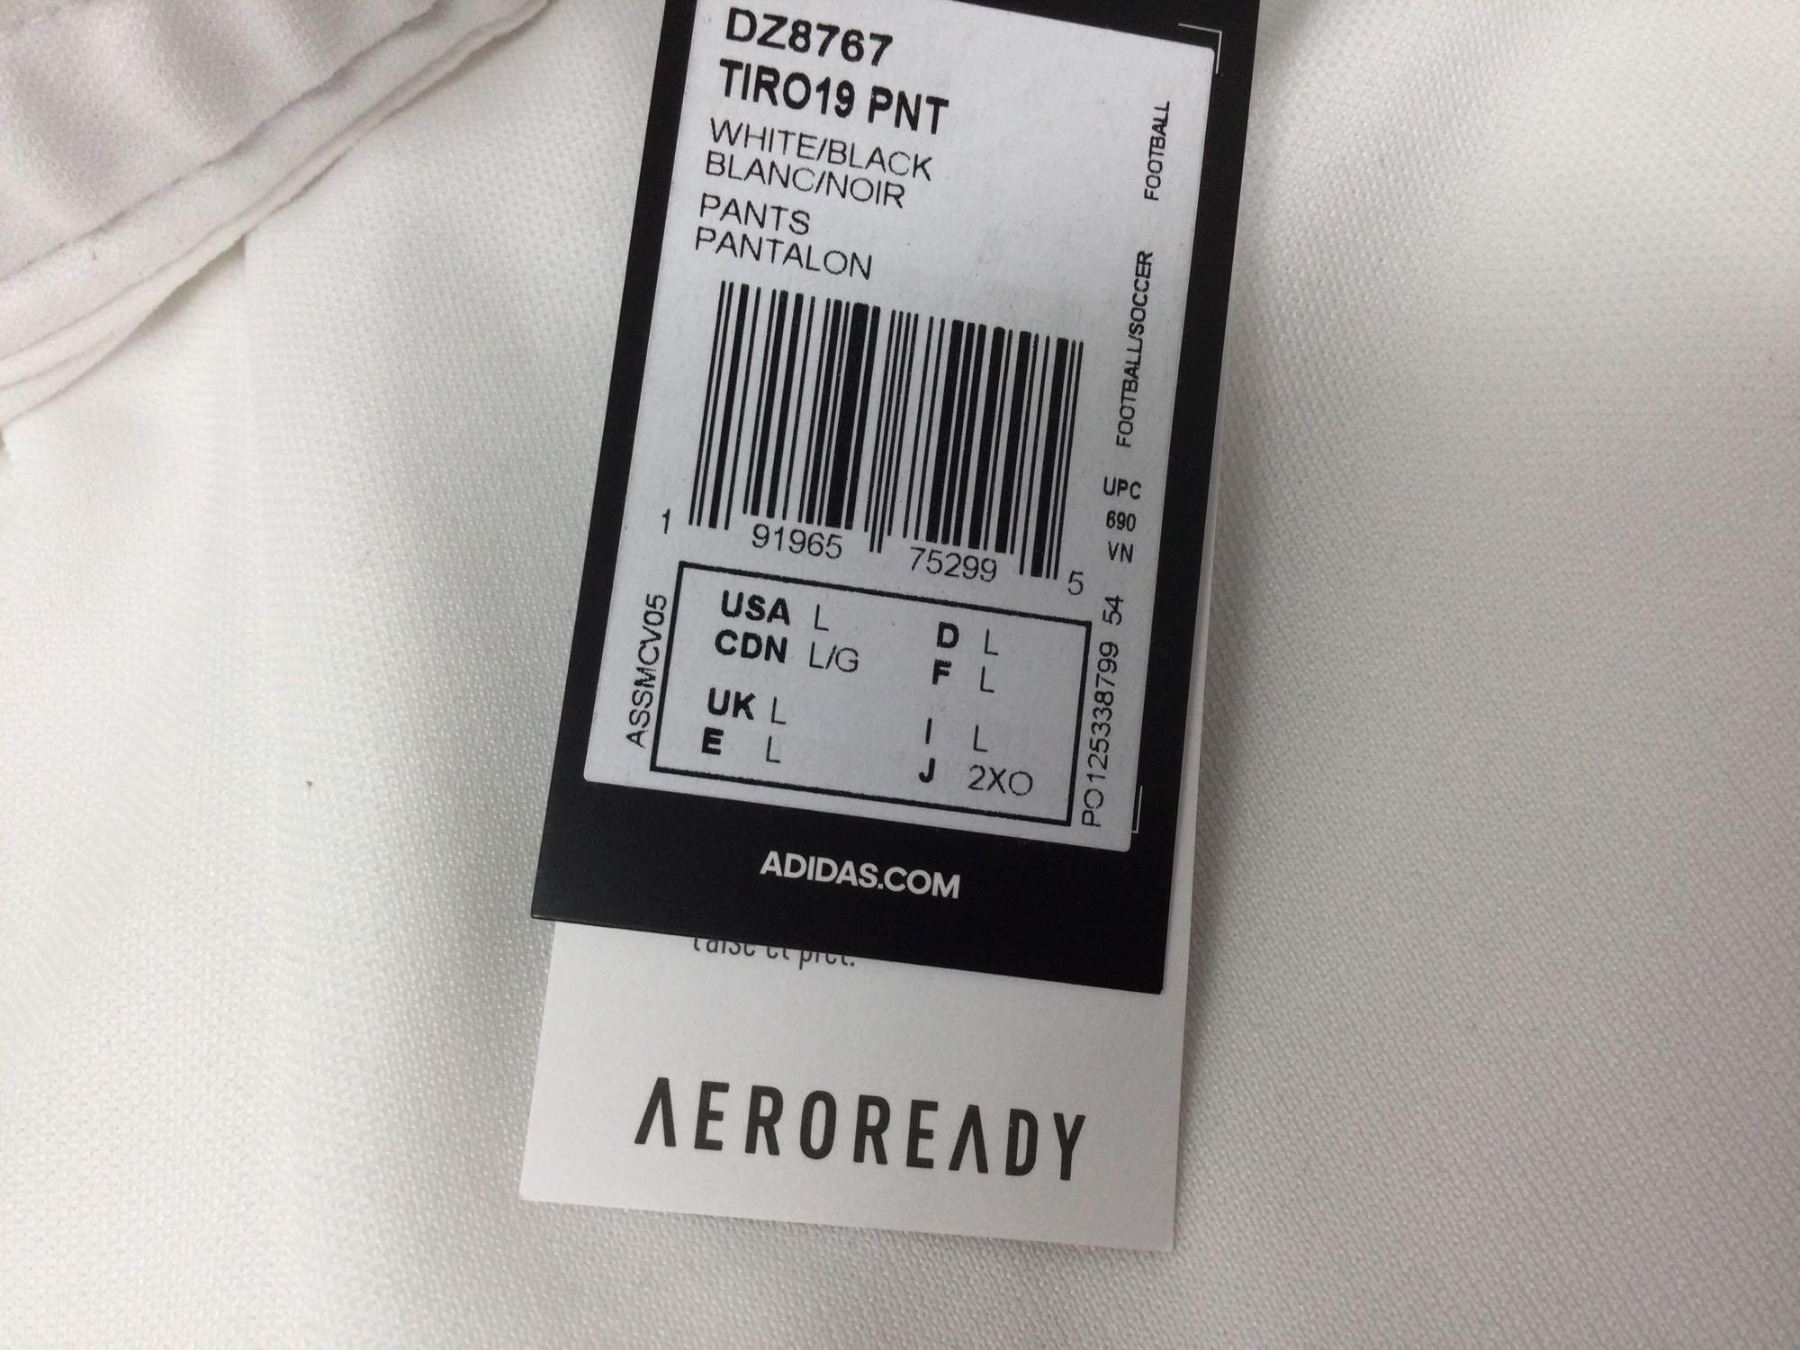 DZ8767
TIRO19 PNT
WHITE/BLACK
BLANC/NOIR
PANTS
PANTALON
FOOTBALL
FOOTBALL/SOCCER
UPC
690
VN
1 91965 75299 5
ASSMCV05
USA L
CDN L/G
UK L
E L
D L
F L
I L
J 2XO
PO125338799 54
ADIDAS.COM
et
AEROREADY